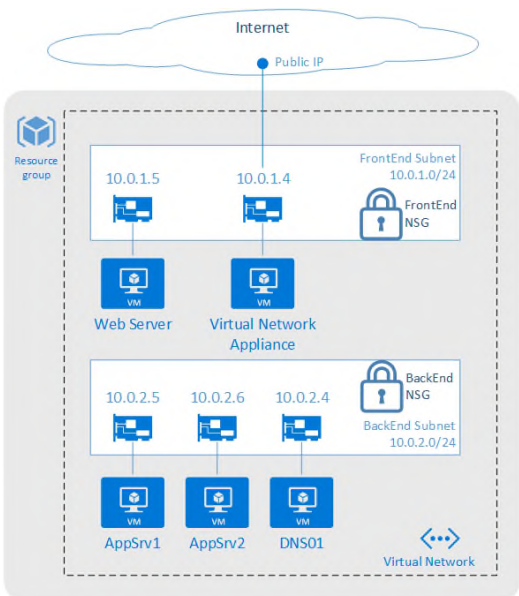 Internet
Public IP
Resource
group
FrontEnd Subnet
10.0.1.0/24
10.0.1.5
10.0.1.4
FrontEnd
NSG
VM
VM
Web Server
Virtual Network
Appliance
BackEnd
NSG
10.0.2.5
10.0.2.6
10.0.2.4
BackEnd Subnet
10.0.2.0/24
VM
VM
VM
AppSrv1
AppSrv2
DNS01
Virtual Network